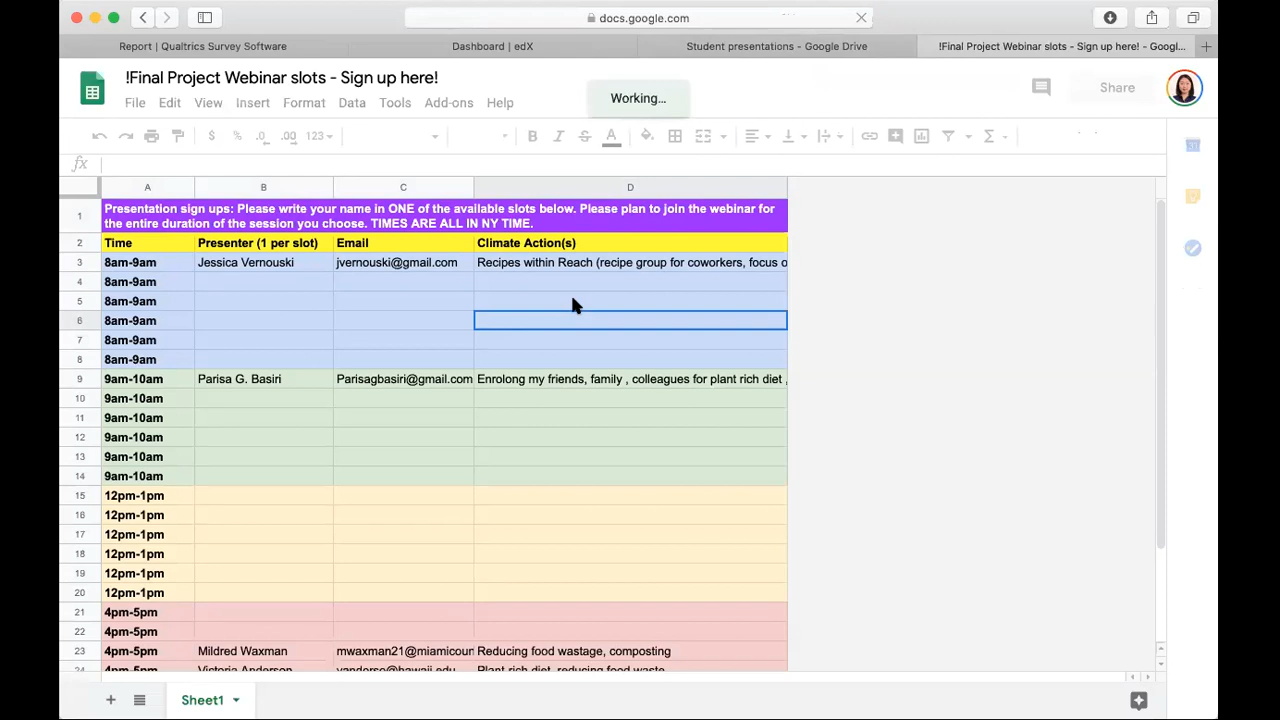 docs.google.com
Report | Qualtrics Survey Software
Dashboard | edX
Student presentations - Google Drive
!Final Project Webinar slots - Sign up here! - Googl...
!Final Project Webinar slots - Sign up here!
File Edit View Insert Format Data Tools Add-ons Help
Working...
Share
$ % .0 .00 123
B I S A
fx
A B C D
1 Presentation sign ups: Please write your name in ONE of the available slots below. Please plan to join the webinar for
the entire duration of the session you choose. TIMES ARE ALL IN NY TIME.
2 Time Presenter (1 per slot) Email Climate Action(s)
3 8am-9am Jessica Vernouski jvernouski@gmail.com Recipes within Reach (recipe group for coworkers, focus o
4 8am-9am
5 8am-9am
6 8am-9am
7 8am-9am
8 8am-9am
9 9am-10am Parisa G. Basiri Parisagbasiri@gmail.com Enrolong my friends, family , colleagues for plant rich diet ,
10 9am-10am
11 9am-10am
12 9am-10am
13 9am-10am
14 9am-10am
15 12pm-1pm
16 12pm-1pm
17 12pm-1pm
18 12pm-1pm
19 12pm-1pm
20 12pm-1pm
21 4pm-5pm
22 4pm-5pm
23 4pm-5pm Mildred Waxman mwaxman21@miamicoun Reducing food wastage, composting
24 4pm-5pm Victoria Anderson vanderso@hawaii.edu Plant rich diet, reducing food waste
Sheet1